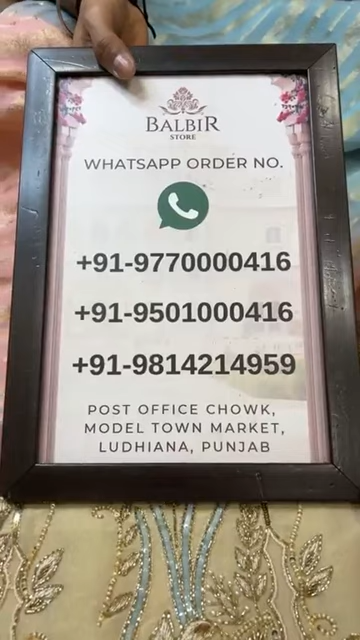 BALBIR
STORE
WHATSAPP ORDER NO.
+91-9770000416
+91-9501000416
+91-9814214959
POST OFFICE CHOWK,
MODEL TOWN MARKET,
LUDHIANA, PUNJAB